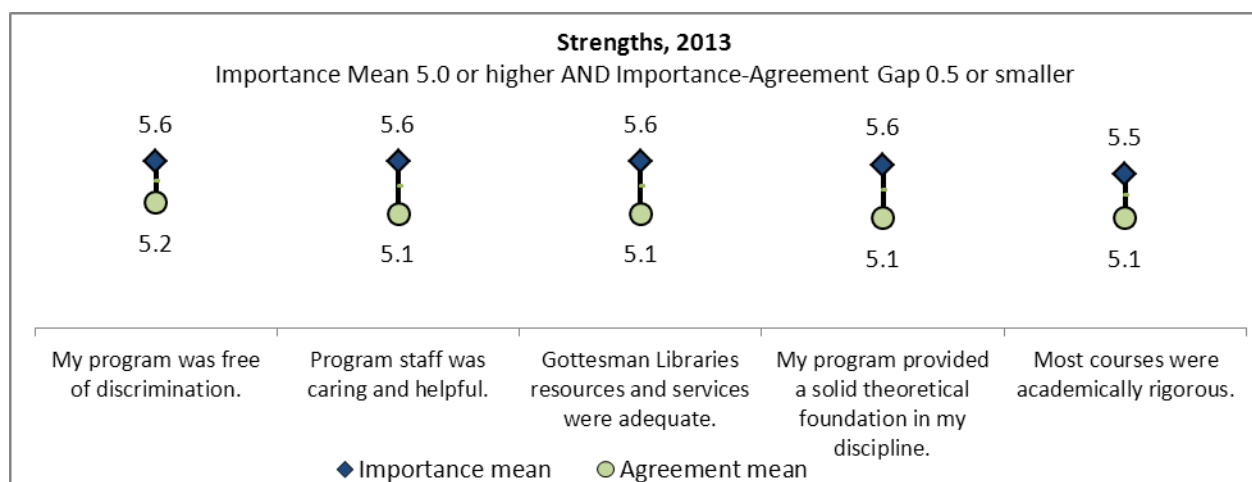 Strengths, 2013
Importance Mean 5.0 or higher AND Importance-Agreement Gap 0.5 or smaller
5.6
5.6
5.6
5.6
5.5
5.2
5.1
5.1
5.1
5.1
My program was free
of discrimination.
Program staff was
caring and helpful.
Gottesman Libraries
resources and services
were adequate.
My program provided
a solid theoretical
foundation in my
discipline.
Most courses were
academically rigorous.
Importance mean
Agreement mean